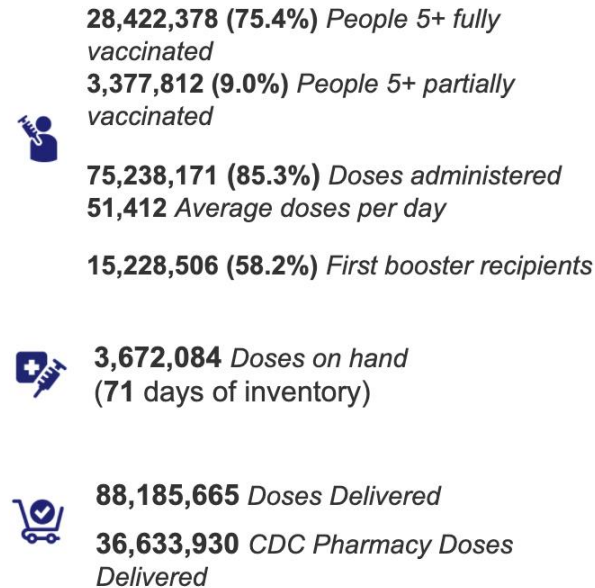 28,422,378 (75.4%) People 5+ fully
vaccinated
3,377,812 (9.0%) People 5+ partially
vaccinated
75,238,171 (85.3%) Doses administered
51,412 Average doses per day
15,228,506 (58.2%) First booster recipients
3,672,084 Doses on hand
(71 days of inventory)
88,185,665 Doses Delivered
36,633,930 CDC Pharmacy Doses
Delivered